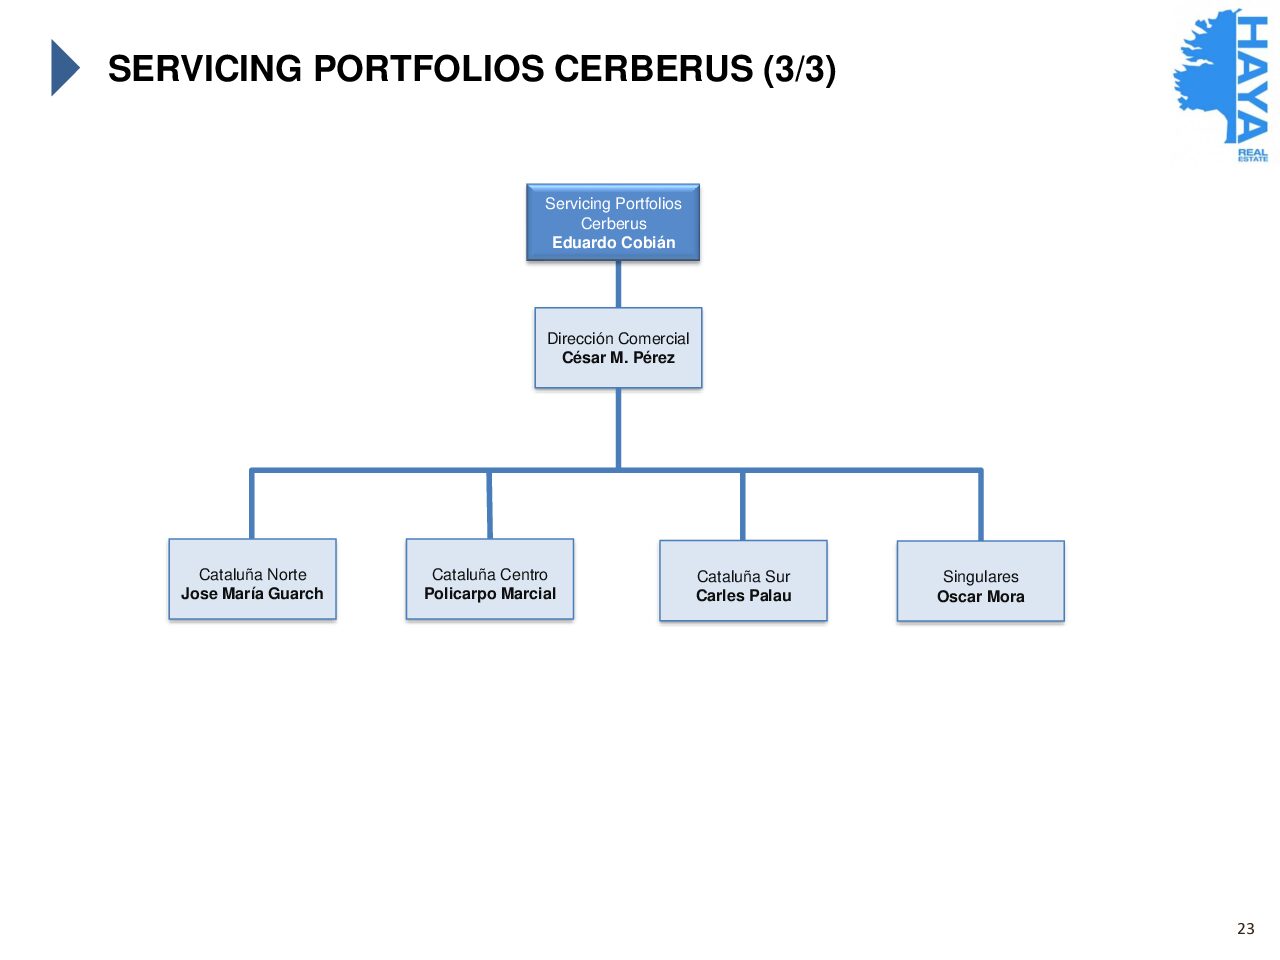 SERVICING PORTFOLIOS CERBERUS (3/3)
HAYA
REAL
ESTATE
Servicing Portfolios
Cerberus
Eduardo Cobián
Dirección Comercial
César M. Pérez
Cataluña Norte
Jose María Guarch
Cataluña Centro
Policarpo Marcial
Cataluña Sur
Carles Palau
Singulares
Oscar Mora
23